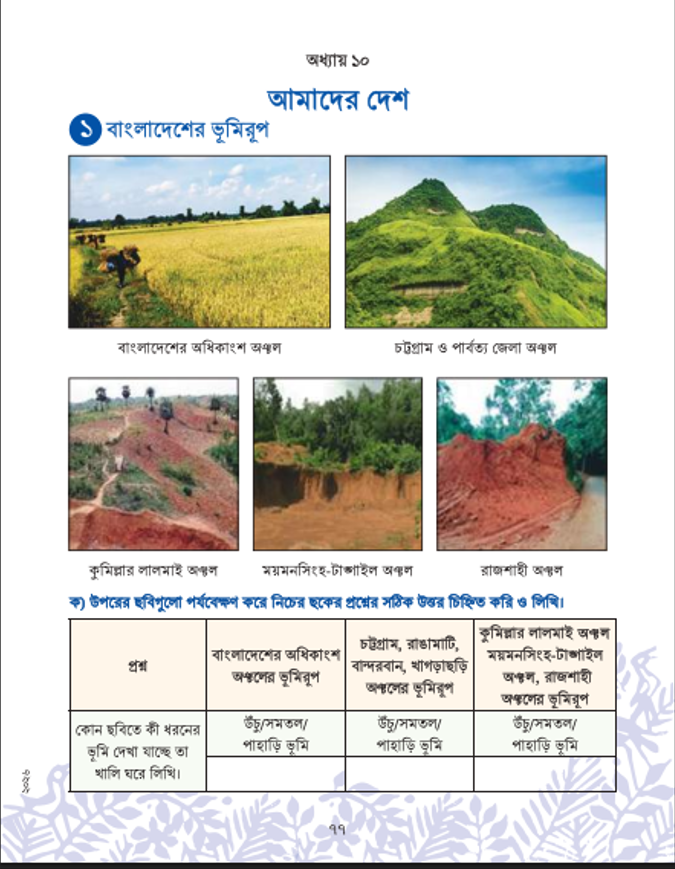 অধ্যায় ১০
আমাদের দেশ
১ বাংলাদেশের ভূমিরূপ
বাংলাদেশের অধিকাংশ অঞ্চল
চট্টগ্রাম ও পার্বত্য জেলা অঞ্চল
কুমিল্লার লালমাই অঞ্চল
ময়মনসিংহ-টাঙ্গাইল অঞ্চল
রাজশাহী অঞ্চল
ক) উপরের ছবিগুলো পর্যবেক্ষণ করে নিচের ছকের প্রশ্নের সঠিক উত্তর চিহ্নিত করি ও লিখি।
প্রশ্ন
বাংলাদেশের অধিকাংশ
অঞ্চলের ভূমিরূপ
চট্টগ্রাম, রাঙামাটি,
বান্দরবান, খাগড়াছড়ি
অঞ্চলের ভূমিরূপ
কুমিল্লার লালমাই অঞ্চল
ময়মনসিংহ-টাঙ্গাইল
অঞ্চল, রাজশাহী
অঞ্চলের ভূমিরূপ
কোন ছবিতে কী ধরনের
ভূমি দেখা যাচ্ছে তা
খালি ঘরে লিখি।
উঁচু/সমতল/
পাহাড়ি ভূমি
উঁচু/সমতল/
পাহাড়ি ভূমি
উঁচু/সমতল/
পাহাড়ি ভূমি
২০২৬
৭৭